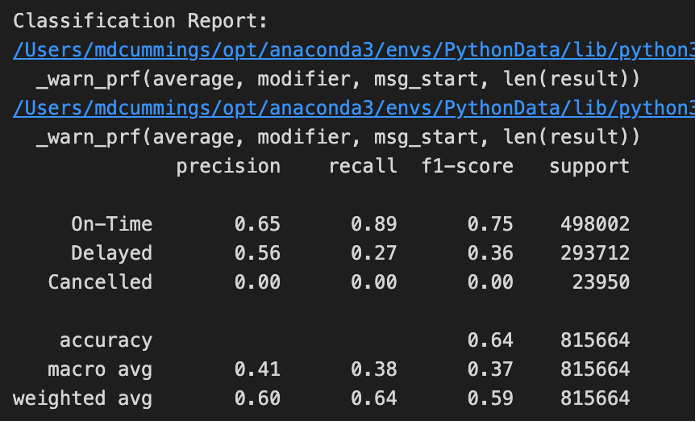 Classification Report:
/Users/mdcummings/opt/anaconda3/envs/PythonData/lib/python3
_warn_prf(average, modifier, msg_start, len(result))
/Users/mdcummings/opt/anaconda3/envs/PythonData/lib/python3
_warn_prf(average, modifier, msg_start, len(result))
precision recall f1-score support
On-Time 0.65 0.89 0.75 498002
Delayed 0.56 0.27 0.36 293712
Cancelled 0.00 0.00 0.00 23950
accuracy 0.64 815664
macro avg 0.41 0.38 0.37 815664
weighted avg 0.60 0.64 0.59 815664